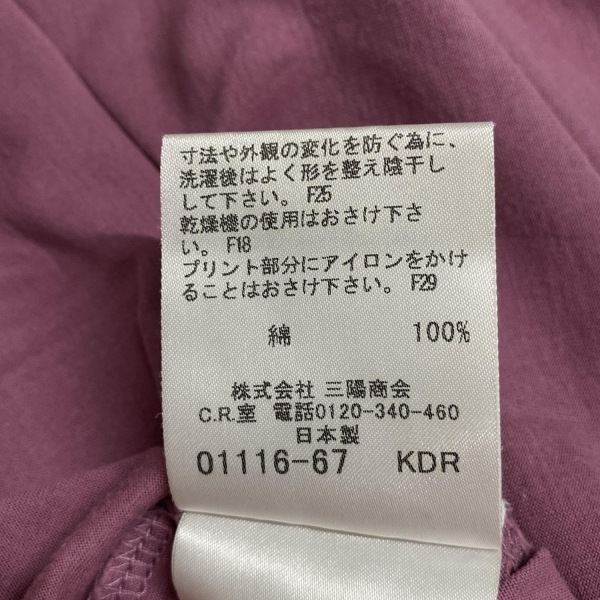 寸法や外観の変化を防ぐ為に、
洗濯後はよく形を整え陰干し
して下さい。 F25
乾燥機の使用はおさけ下さ
い。 F18
プリント部分にアイロンをかけ
ることはおさけ下さい。 F29
綿 100%
株式会社 三陽商会
C.R.室 電話0120-340-460
日本製
01116-67 KDR